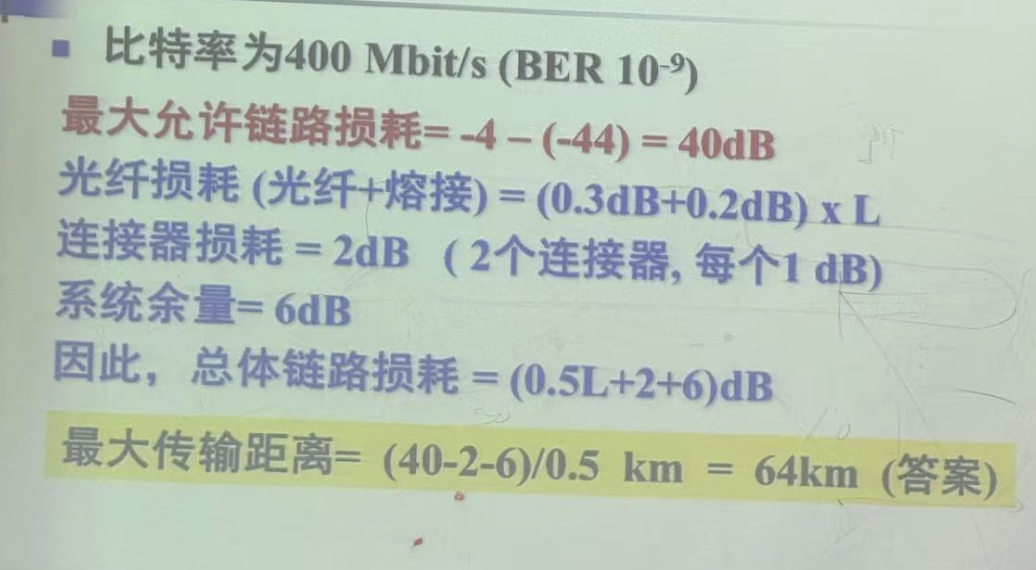 比特率为400 Mbit/s (BER 10⁻⁹)
最大允许链路损耗= -4 – (-44) = 40dB
光纤损耗 (光纤+熔接) = (0.3dB+0.2dB) x L
连接器损耗 = 2dB ( 2个连接器, 每个1 dB)
系统余量= 6dB
因此，总体链路损耗 = (0.5L+2+6)dB
最大传输距离= (40-2-6)/0.5 km = 64km (答案)